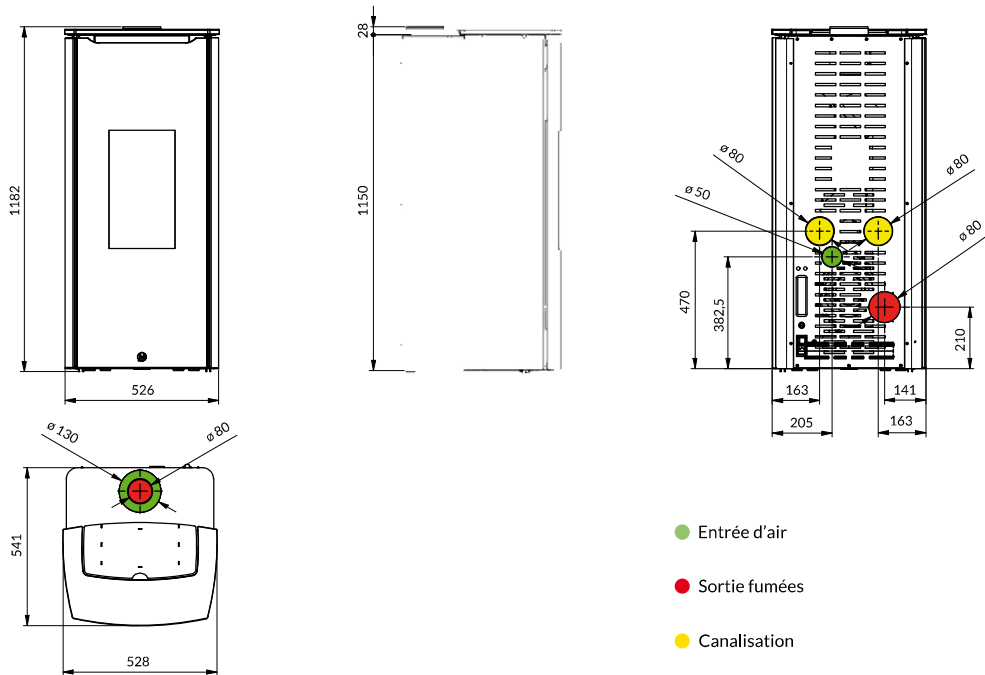 1182
526
28
1150
ø 80
ø 50
ø 80
ø 80
470
382,5
210
163
141
205
163
ø 130
ø 80
541
528
Entrée d'air
Sortie fumées
Canalisation